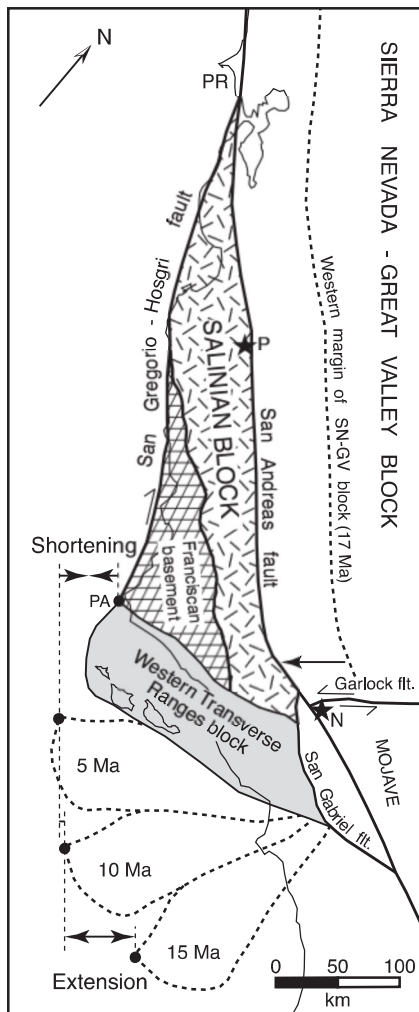 N
PR
SIERRA NEVADA - GREAT VALLEY BLOCK
Western margin of
SN-GV block (17 Ma)
San Gregorio - Hosgri fault
SALINIAN BLOCK
P
San Andreas fault
Franciscan
basement
Shortening
PA
Western Transverse
Ranges block
Garlock flt.
N
MOJAVE
San Gabriel flt.
5 Ma
10 Ma
15 Ma
Extension
0 50 100
km